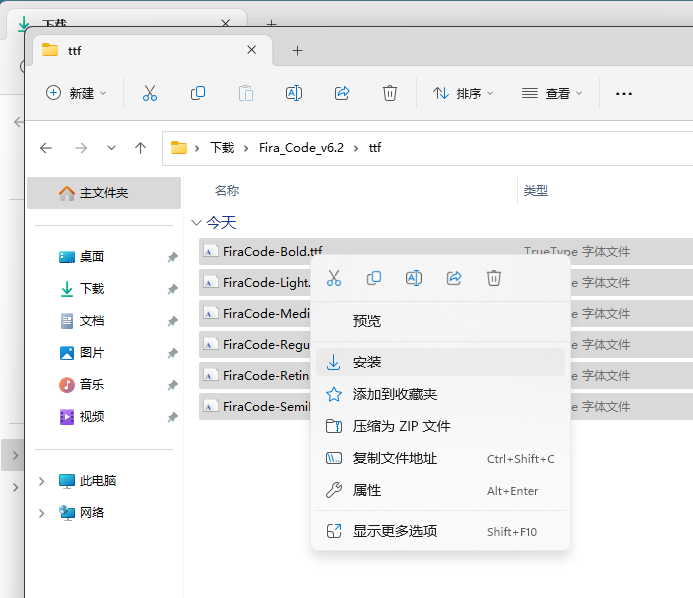 下载
ttf
新建
排序
查看
下载 Fira_Code_v6.2 ttf
主文件夹
名称 类型
今天
桌面
下载
文档
图片
音乐
视频
此电脑
网络
FiraCode-Bold.ttf TrueType 字体文件
FiraCode-Light. e 字体文件
FiraCode-Medi e 字体文件
FiraCode-Regu e 字体文件
FiraCode-Retin e 字体文件
FiraCode-Semil e 字体文件
预览
安装
添加到收藏夹
压缩为 ZIP 文件
复制文件地址 Ctrl+Shift+C
属性 Alt+Enter
显示更多选项 Shift+F10